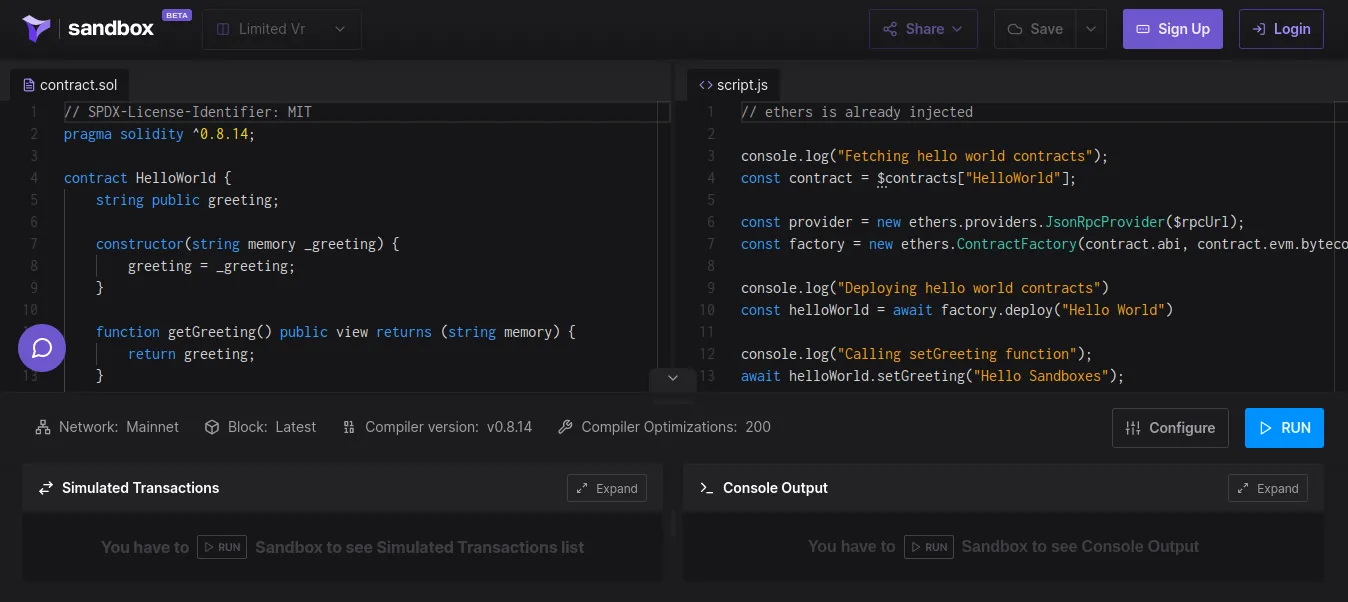 sandbox
BETA
Limited Vr
Share
Save
Sign Up
Login
contract.sol
1 // SPDX-License-Identifier: MIT
2 pragma solidity ^0.8.14;
3
4 contract HelloWorld {
5 string public greeting;
6
7 constructor(string memory _greeting) {
8 greeting = _greeting;
9 }
10
function getGreeting() public view returns (string memory) {
return greeting;
13 }
script.js
1 // ethers is already injected
2
3 console.log("Fetching hello world contracts");
4 const contract = $contracts["HelloWorld"];
5
6 const provider = new ethers.providers.JsonRpcProvider($rpcUrl);
7 const factory = new ethers.ContractFactory(contract.abi, contract.evm.byteco
8
9 console.log("Deploying hello world contracts")
10 const helloWorld = await factory.deploy("Hello World")
11
12 console.log("Calling setGreeting function");
13 await helloWorld.setGreeting("Hello Sandboxes");
Network: Mainnet
Block: Latest
Compiler version: v0.8.14
Compiler Optimizations: 200
Configure
RUN
Simulated Transactions
Expand
You have to RUN Sandbox to see Simulated Transactions list
Console Output
Expand
You have to RUN Sandbox to see Console Output